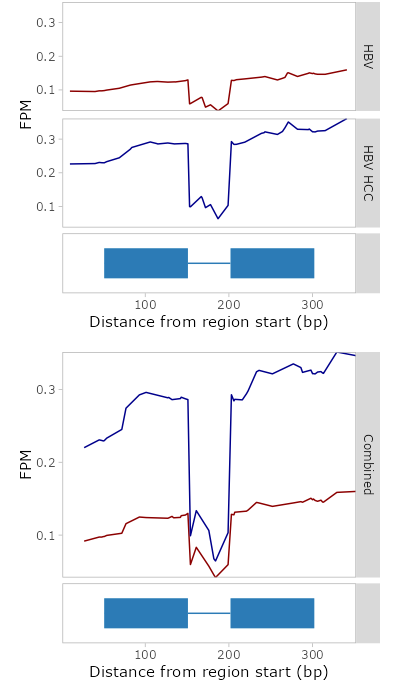 0.3
0.2
0.1
HBV
FPM
0.3
0.2
0.1
HBV HCC
100 200 300
Distance from region start (bp)
0.3
0.2
0.1
FPM
Combined
100 200 300
Distance from region start (bp)